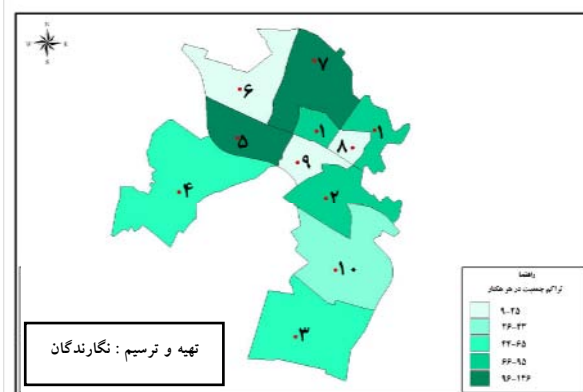 N
W E
S
۷
۶
۱
۱
۵
۸
۹
۴
۲
۱۰
۳
راهنما
تراکم جمعیت در هر هکتار
۹-۲۵
۲۶-۴۳
۴۴-۶۵
۶۶-۹۵
۹۶-۱۳۶
تهیه و ترسیم : نگارندگان